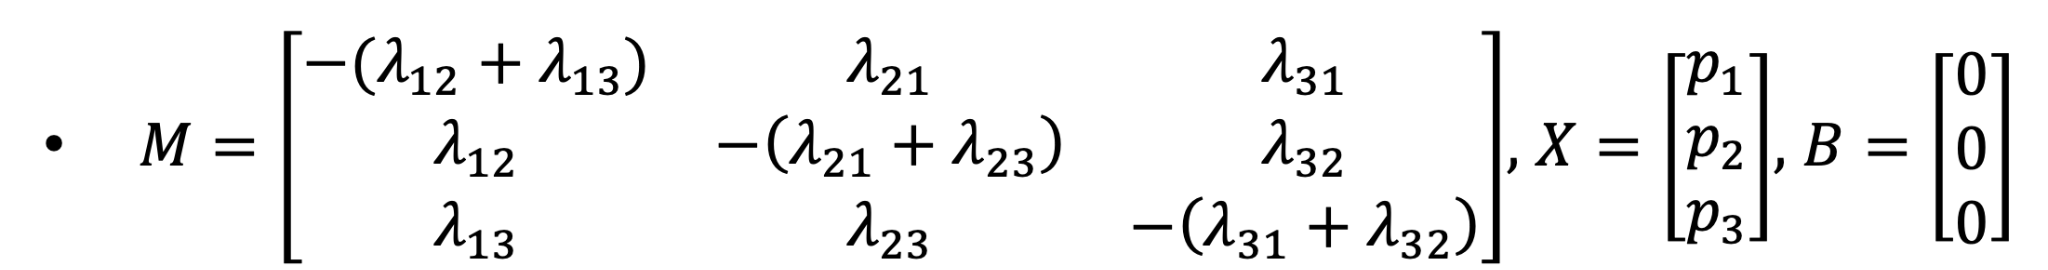 • M = [ −(λ₁₂ + λ₁₃) λ₂₁ λ₃₁ ; λ₁₂ −(λ₂₁ + λ₂₃) λ₃₂ ; λ₁₃ λ₂₃ −(λ₃₁ + λ₃₂) ], X = [ p₁ ; p₂ ; p₃ ], B = [ 0 ; 0 ; 0 ]